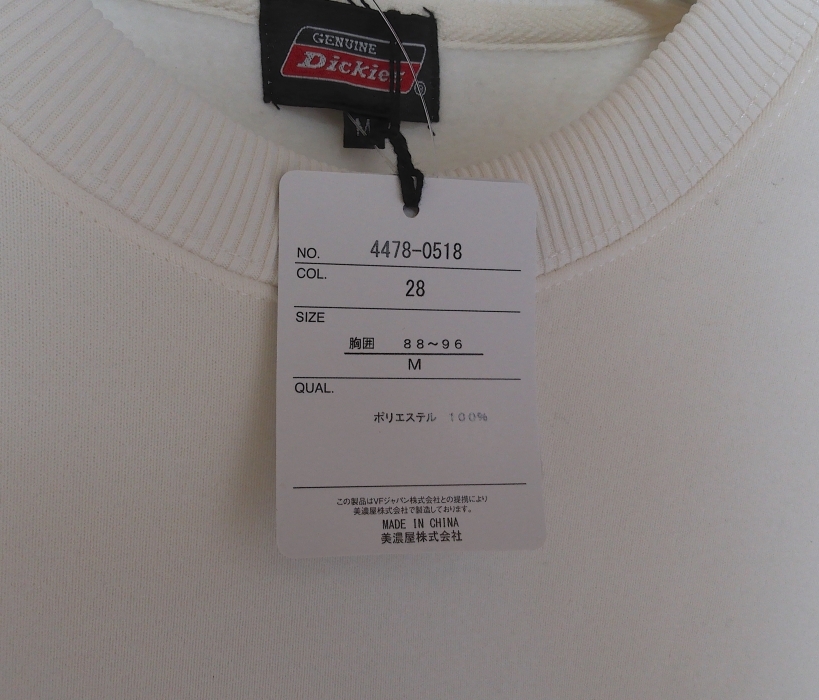 GENUINE
Dickies®
M
NO. 4478-0518
COL.
28
SIZE
胸囲 88～96
M
QUAL.
ポリエステル 100%
この製品はVFジャパン株式会社との提携により
美濃屋株式会社で製造しております。
MADE IN CHINA
美濃屋株式会社